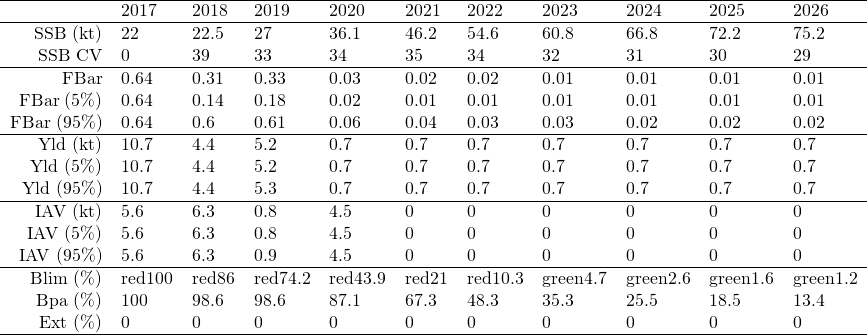 2017 2018 2019 2020 2021 2022 2023 2024 2025 2026
SSB (kt) 22 22.5 27 36.1 46.2 54.6 60.8 66.8 72.2 75.2
SSB CV 0 39 33 34 35 34 32 31 30 29
FBar 0.64 0.31 0.33 0.03 0.02 0.02 0.01 0.01 0.01 0.01
FBar (5%) 0.64 0.14 0.18 0.02 0.01 0.01 0.01 0.01 0.01 0.01
FBar (95%) 0.64 0.6 0.61 0.06 0.04 0.03 0.03 0.02 0.02 0.02
Yld (kt) 10.7 4.4 5.2 0.7 0.7 0.7 0.7 0.7 0.7 0.7
Yld (5%) 10.7 4.4 5.2 0.7 0.7 0.7 0.7 0.7 0.7 0.7
Yld (95%) 10.7 4.4 5.3 0.7 0.7 0.7 0.7 0.7 0.7 0.7
IAV (kt) 5.6 6.3 0.8 4.5 0 0 0 0 0 0
IAV (5%) 5.6 6.3 0.8 4.5 0 0 0 0 0 0
IAV (95%) 5.6 6.3 0.9 4.5 0 0 0 0 0 0
Blim (%) red100 red86 red74.2 red43.9 red21 red10.3 green4.7 green2.6 green1.6 green1.2
Bpa (%) 100 98.6 98.6 87.1 67.3 48.3 35.3 25.5 18.5 13.4
Ext (%) 0 0 0 0 0 0 0 0 0 0